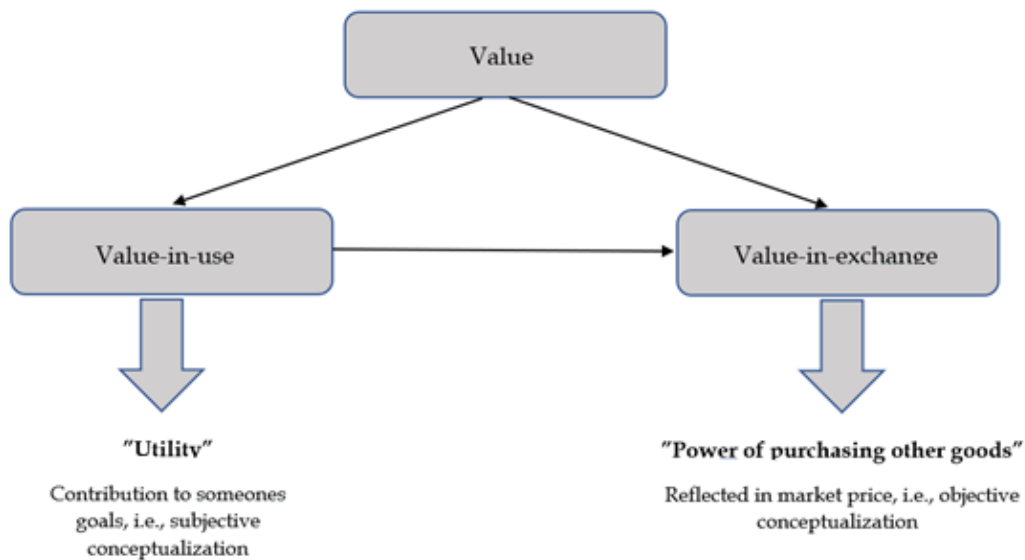 Value
Value-in-use
Value-in-exchange
"Utility"
"Power of purchasing other goods"
Contribution to someones
goals, i.e., subjective
conceptualization
Reflected in market price, i.e., objective
conceptualization